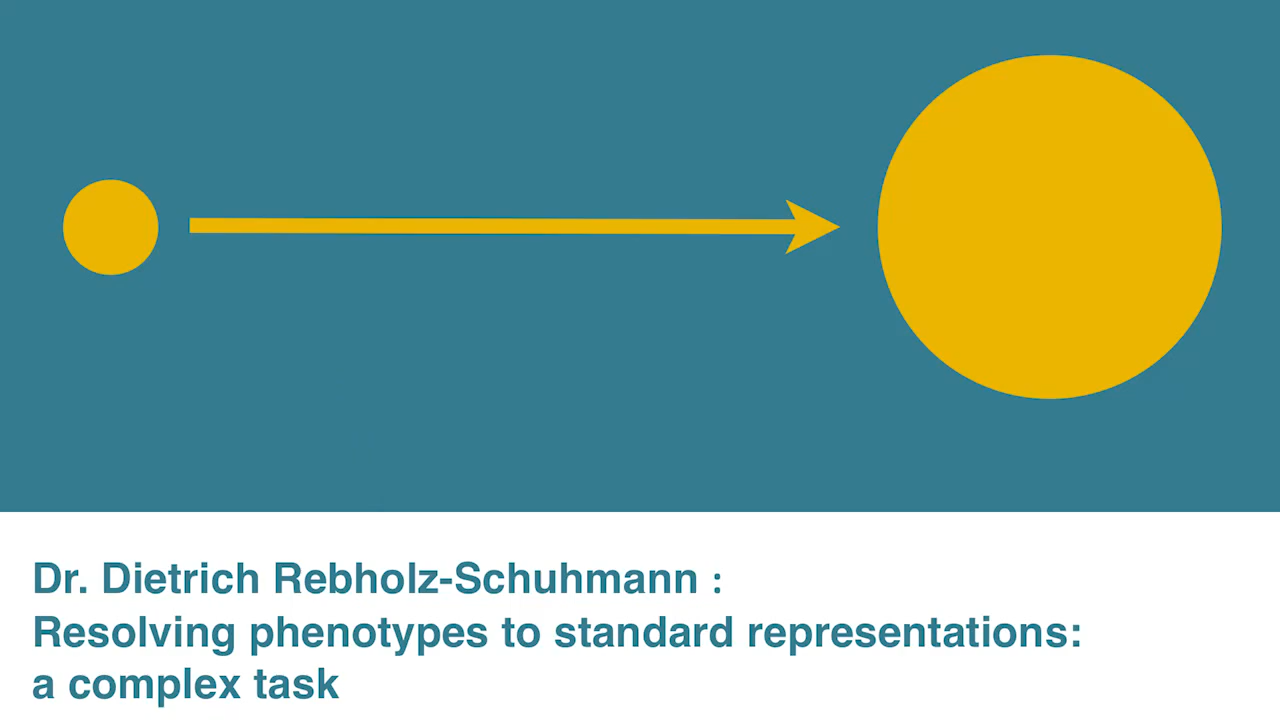 Dr. Dietrich Rebholz-Schuhmann :
Resolving phenotypes to standard representations:
a complex task